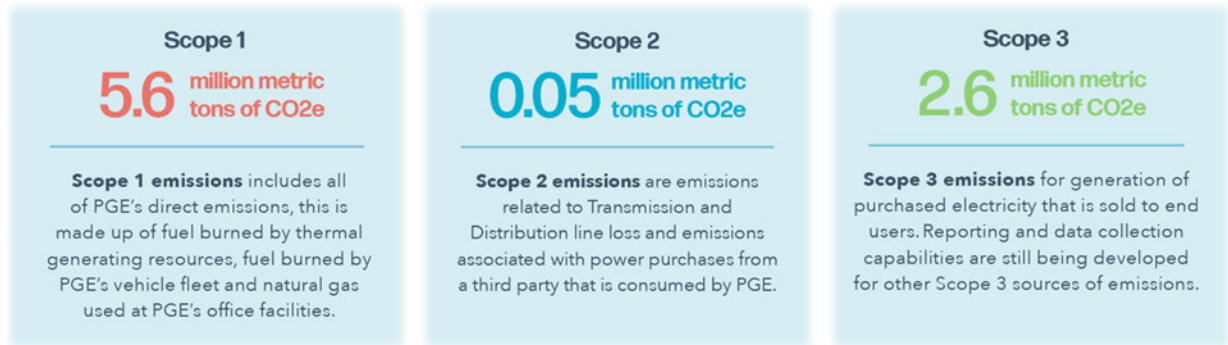 Scope 1
5.6 million metric
tons of CO2e
Scope 1 emissions includes all
of PGE's direct emissions, this is
made up of fuel burned by thermal
generating resources, fuel burned by
PGE's vehicle fleet and natural gas
used at PGE's office facilities.
Scope 2
0.05 million metric
tons of CO2e
Scope 2 emissions are emissions
related to Transmission and
Distribution line loss and emissions
associated with power purchases from
a third party that is consumed by PGE.
Scope 3
2.6 million metric
tons of CO2e
Scope 3 emissions for generation of
purchased electricity that is sold to end
users. Reporting and data collection
capabilities are still being developed
for other Scope 3 sources of emissions.